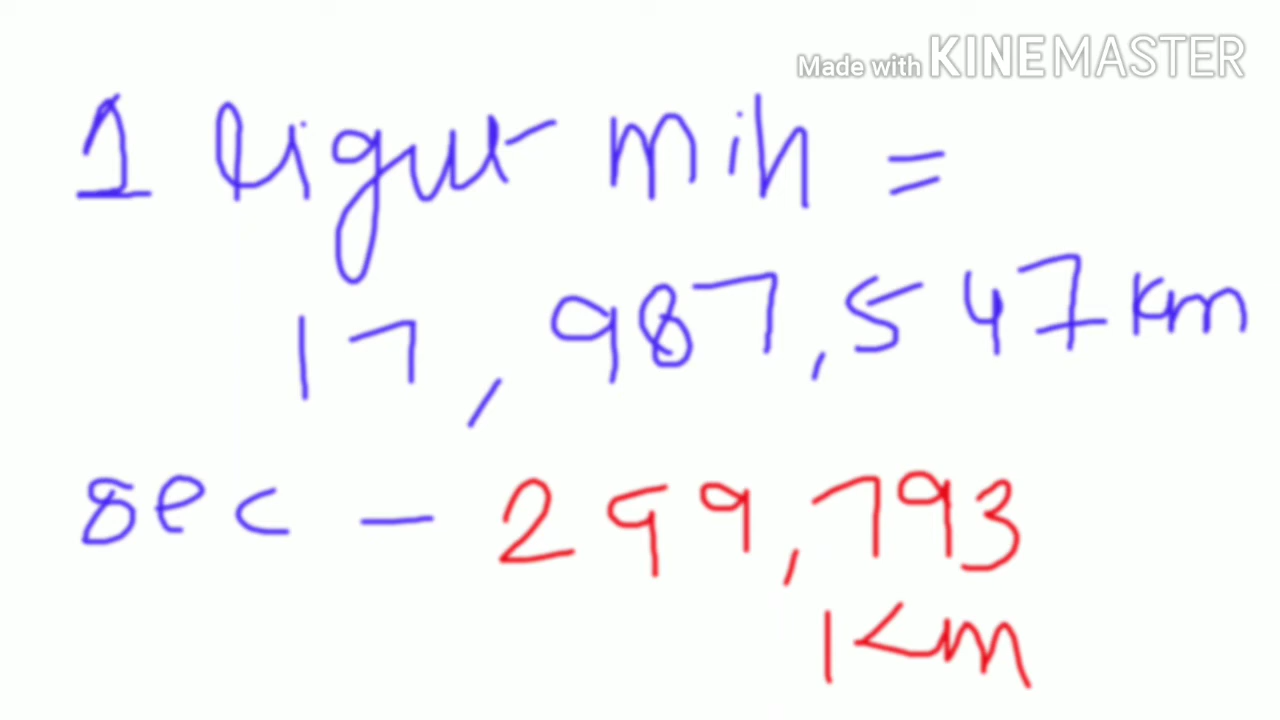 Made with KINEMASTER
1 light min =
17,987,547 km
sec - 299,793
Km